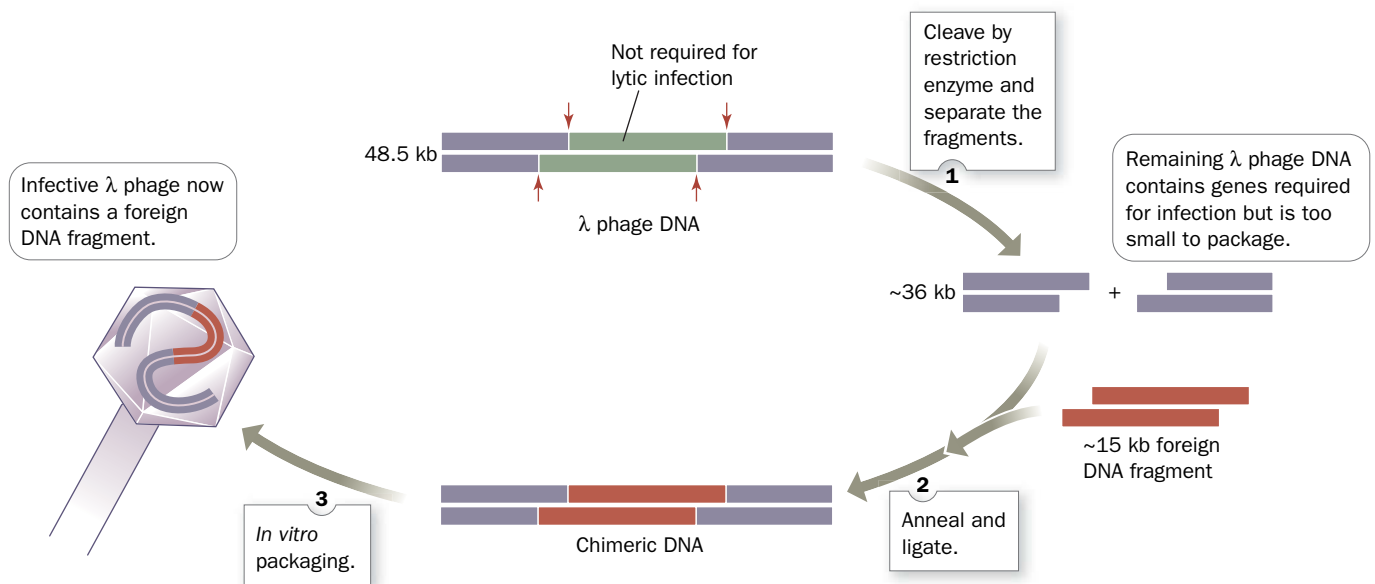 Not required for
lytic infection
48.5 kb
λ phage DNA
Cleave by
restriction
enzyme and
separate the
fragments.
1
Remaining λ phage DNA
contains genes required
for infection but is too
small to package.
~36 kb
+
~15 kb foreign
DNA fragment
2
Anneal and
ligate.
Chimeric DNA
3
In vitro
packaging.
Infective λ phage now
contains a foreign
DNA fragment.